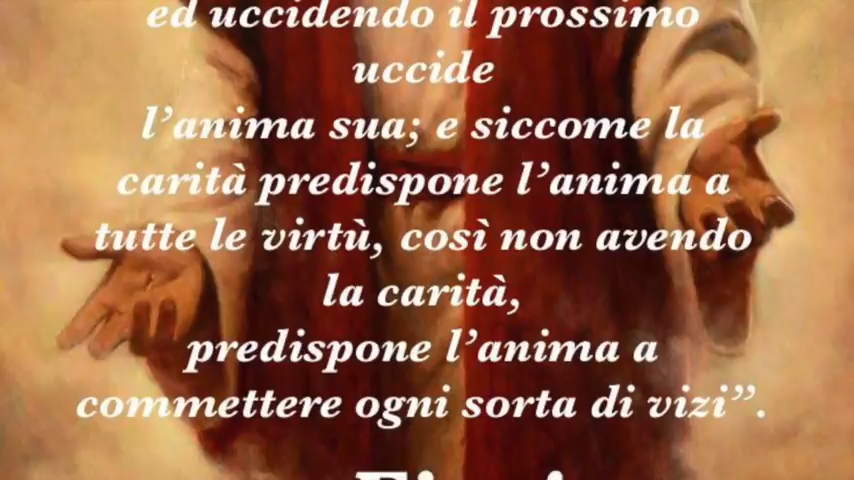 ed uccidendo il prossimo
uccide
l’anima sua; e siccome la
carità predispone l’anima a
tutte le virtù, così non avendo
la carità,
predispone l’anima a
commettere ogni sorta di vizi”.